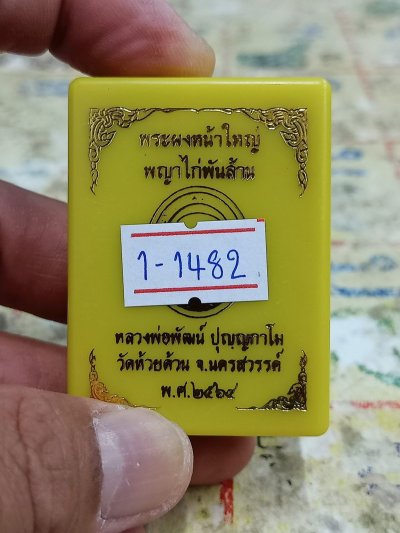 พระผงหน้าใหญ่
พญาไก่พันล้าน
1-1482
หลวงพ่อพัฒน์ ปุญฺญกาโม
วัดห้วยด้วน จ.นครสวรรค์
พ.ศ.๒๕๖๔